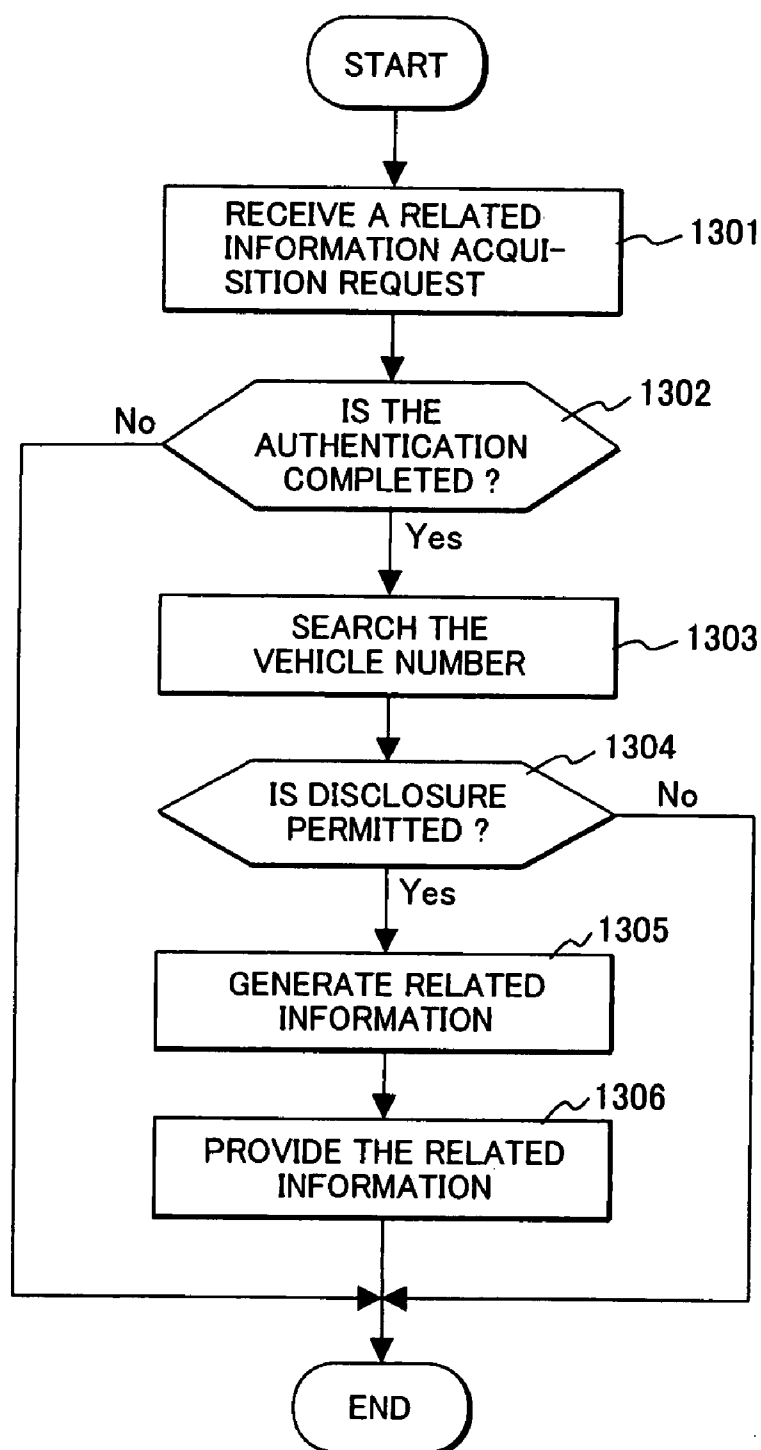 START
RECEIVE A RELATED
INFORMATION ACQUI-
SITION REQUEST
1301
1302
No
IS THE
AUTHENTICATION
COMPLETED ?
Yes
SEARCH THE
VEHICLE NUMBER
1303
1304
IS DISCLOSURE
PERMITTED ?
No
Yes
1305
GENERATE RELATED
INFORMATION
1306
PROVIDE THE RELATED
INFORMATION
END